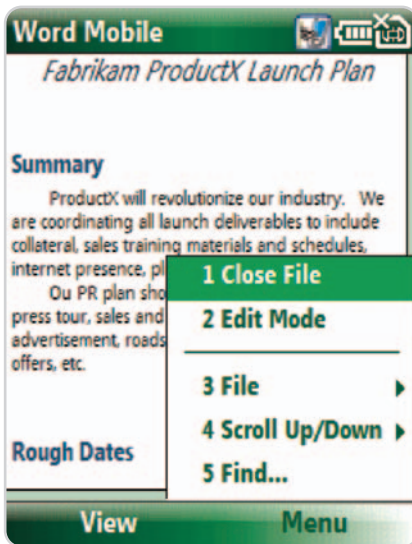 Word Mobile
Fabrikam ProductX Launch Plan
Summary
ProductX will revolutionize our industry. We
are coordinating all launch deliverables to include
collateral, sales training materials and schedules,
internet presence, pl
Ou PR plan sho
press tour, sales and
advertisement, roads
offers, etc.
Rough Dates
1 Close File
2 Edit Mode
3 File
4 Scroll Up/Down
5 Find...
View
Menu